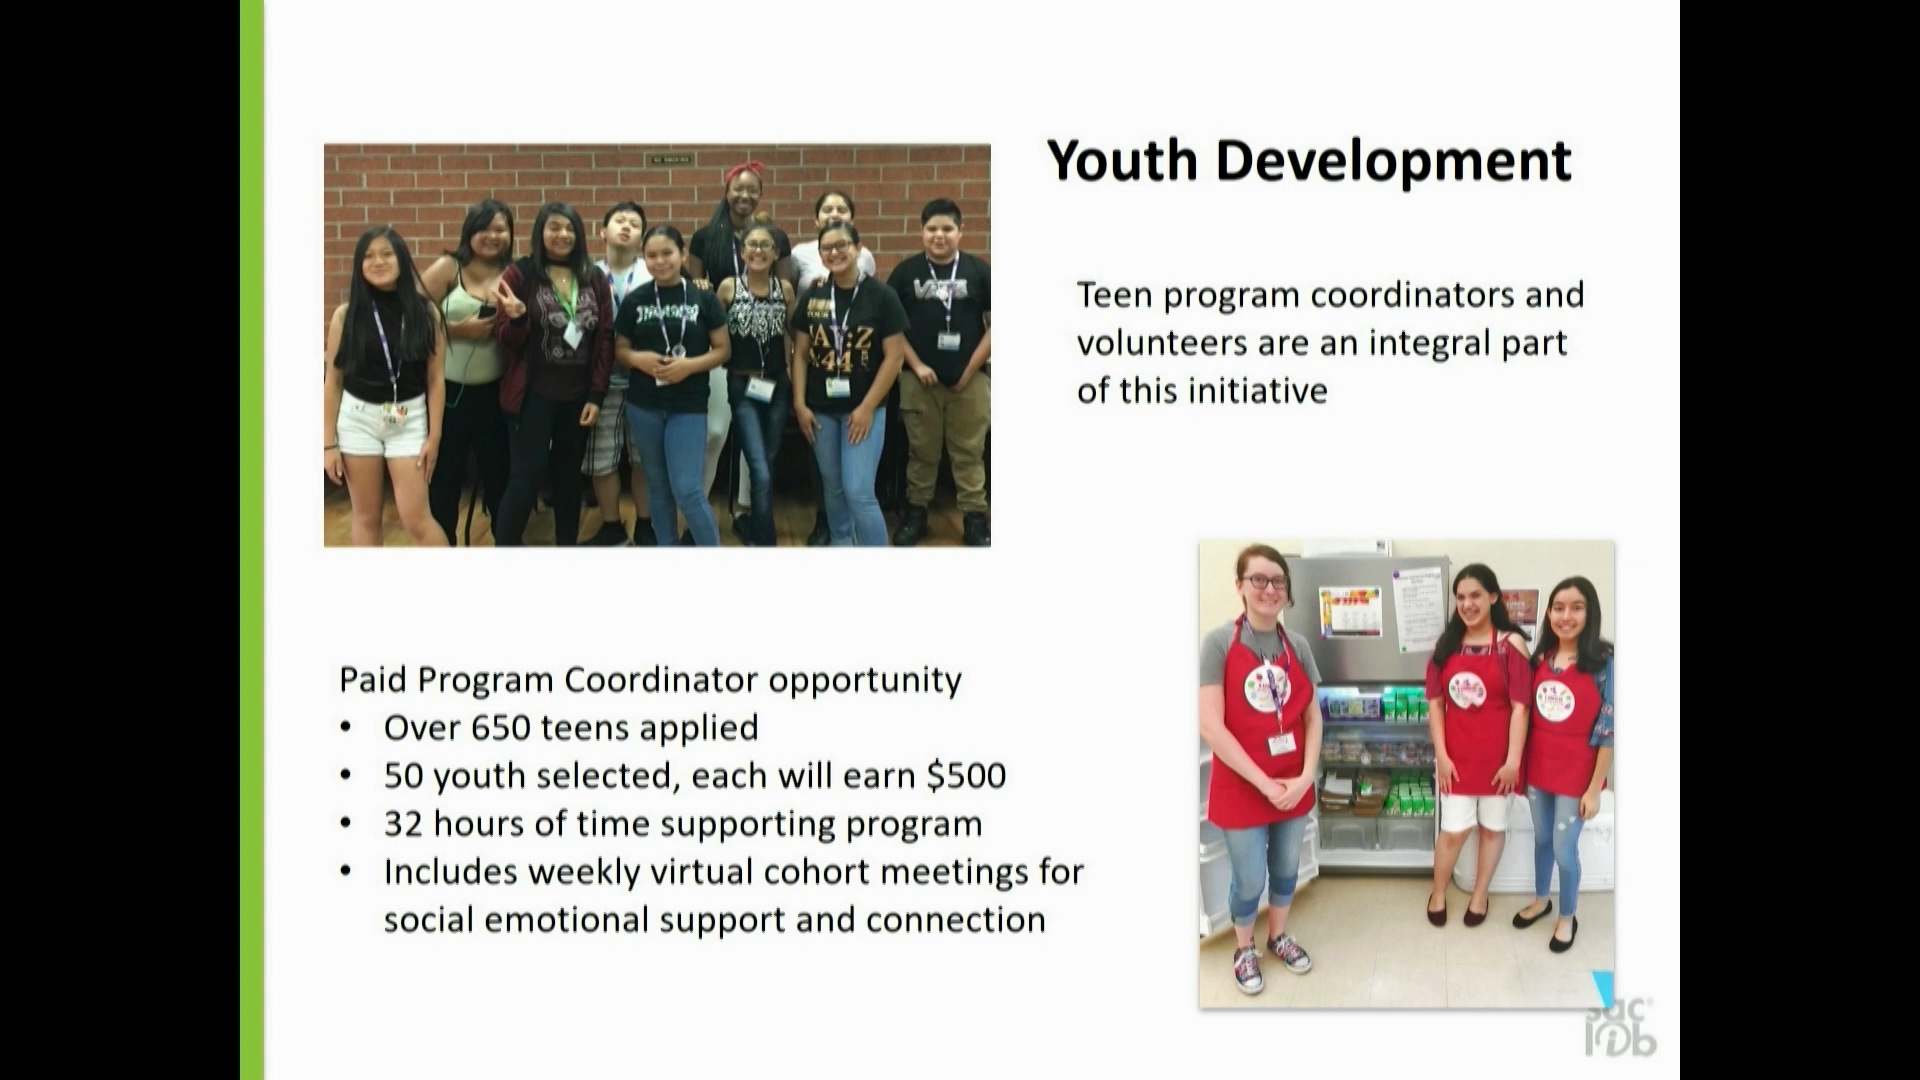 Youth Development
Teen program coordinators and
volunteers are an integral part
of this initiative
Paid Program Coordinator opportunity
• Over 650 teens applied
• 50 youth selected, each will earn $500
• 32 hours of time supporting program
• Includes weekly virtual cohort meetings for
social emotional support and connection
sac
lib